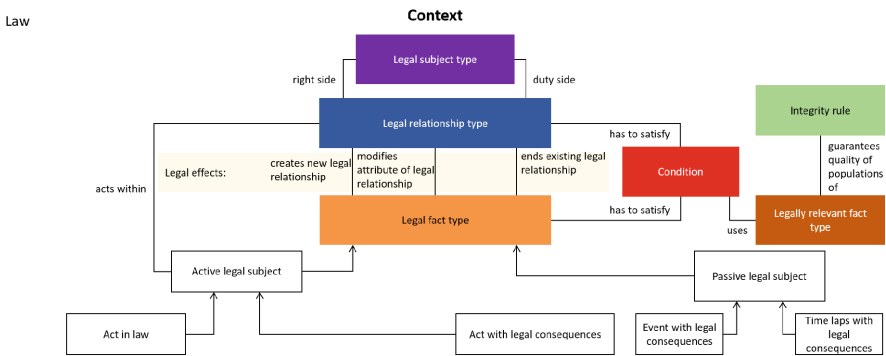 Context
Law
Legal subject type
right side
duty side
Legal relationship type
Integrity rule
has to satisfy
guarantees
quality of
populations
of
Legal effects:
creates new legal
relationship
modifies
attribute of legal
relationship
ends existing legal
relationship
Condition
acts within
Legal fact type
has to satisfy
uses
Legally relevant fact
type
Active legal subject
Passive legal subject
Act in law
Act with legal consequences
Event with legal
consequences
Time laps with
legal
consequences